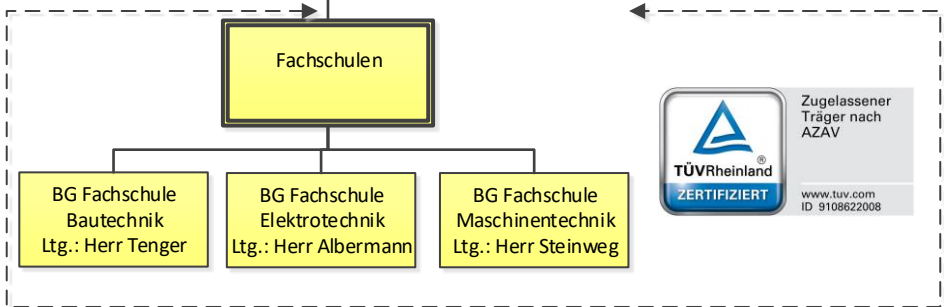 Fachschulen
BG Fachschule
Bautechnik
Ltg.: Herr Tenger
BG Fachschule
Elektrotechnik
Ltg.: Herr Albermann
BG Fachschule
Maschinentechnik
Ltg.: Herr Steinweg
TÜVRheinland®
ZERTIFIZIERT
Zugelassener
Träger nach
AZAV
www.tuv.com
ID 9108622008